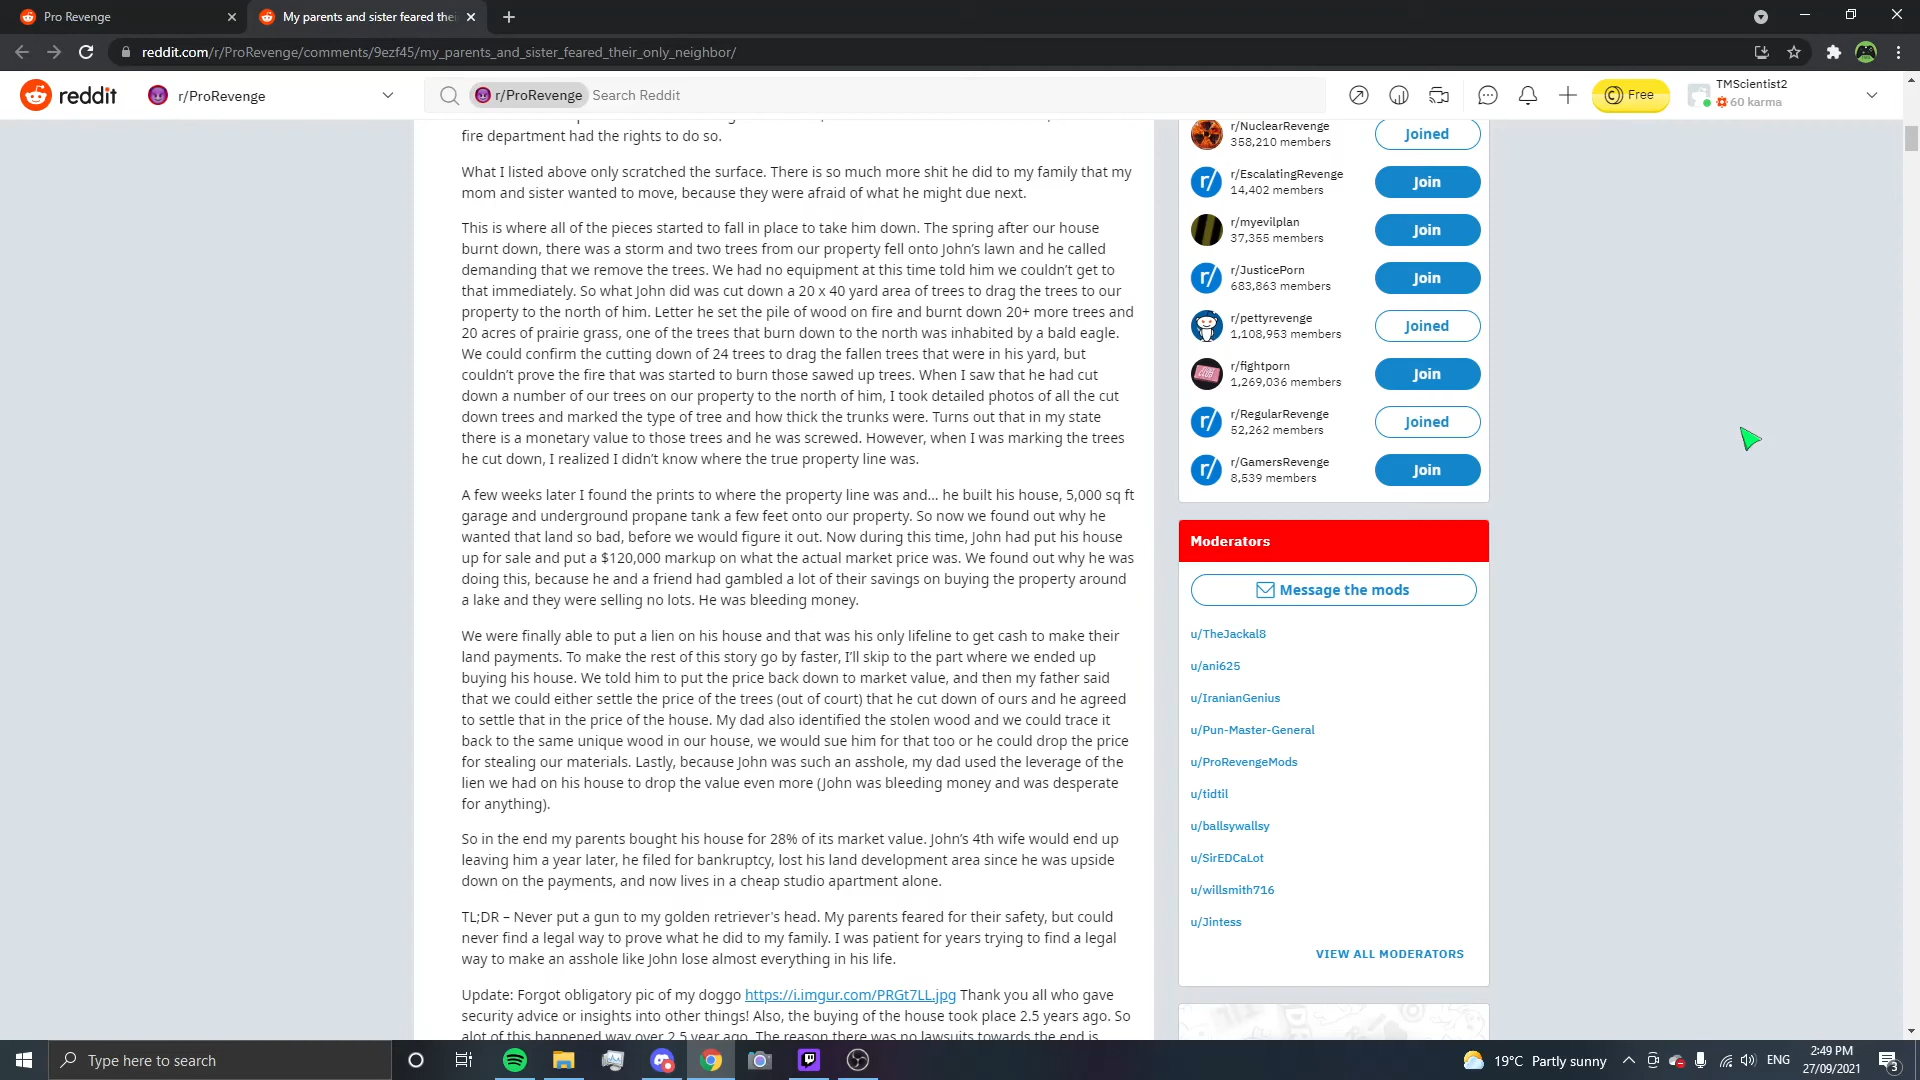 Pro Revenge
My parents and sister feared thei
reddit.com/r/ProRevenge/comments/9ezf45/my_parents_and_sister_feared_their_only_neighbor/
reddit
r/ProRevenge
r/ProRevenge Search Reddit
Free
TMScientist2
60 karma
fire department had the rights to do so.
What I listed above only scratched the surface. There is so much more shit he did to my family that my
mom and sister wanted to move, because they were afraid of what he might due next.
This is where all of the pieces started to fall in place to take him down. The spring after our house
burnt down, there was a storm and two trees from our property fell onto John's lawn and he called
demanding that we remove the trees. We had no equipment at this time told him we couldn't get to
that immediately. So what John did was cut down a 20 x 40 yard area of trees to drag the trees to our
property to the north of him. Letter he set the pile of wood on fire and burnt down 20+ more trees and
20 acres of prairie grass, one of the trees that burn down to the north was inhabited by a bald eagle.
We could confirm the cutting down of 24 trees to drag the fallen trees that were in his yard, but
couldn't prove the fire that was started to burn those sawed up trees. When I saw that he had cut
down a number of our trees on our property to the north of him, I took detailed photos of all the cut
down trees and marked the type of tree and how thick the trunks were. Turns out that in my state
there is a monetary value to those trees and he was screwed. However, when I was marking the trees
he cut down, I realized I didn't know where the true property line was.
A few weeks later I found the prints to where the property line was and... he built his house, 5,000 sq ft
garage and underground propane tank a few feet onto our property. So now we found out why he
wanted that land so bad, before we would figure it out. Now during this time, John had put his house
up for sale and put a $120,000 markup on what the actual market price was. We found out why he was
doing this, because he and a friend had gambled a lot of their savings on buying the property around
a lake and they were selling no lots. He was bleeding money.
We were finally able to put a lien on his house and that was his only lifeline to get cash to make their
land payments. To make the rest of this story go by faster, I'll skip to the part where we ended up
buying his house. We told him to put the price back down to market value, and then my father said
that we could either settle the price of the trees (out of court) that he cut down of ours and he agreed
to settle that in the price of the house. My dad also identified the stolen wood and we could trace it
back to the same unique wood in our house, we would sue him for that too or he could drop the price
for stealing our materials. Lastly, because John was such an asshole, my dad used the leverage of the
lien we had on his house to drop the value even more (John was bleeding money and was desperate
for anything).
So in the end my parents bought his house for 28% of its market value. John's 4th wife would end up
leaving him a year later, he filed for bankruptcy, lost his land development area since he was upside
down on the payments, and now lives in a cheap studio apartment alone.
TL;DR – Never put a gun to my golden retriever's head. My parents feared for their safety, but could
never find a legal way to prove what he did to my family. I was patient for years trying to find a legal
way to make an asshole like John lose almost everything in his life.
Update: Forgot obligatory pic of my doggo https://i.imgur.com/PRGt7LL.jpg Thank you all who gave
security advice or insights into other things! Also, the buying of the house took place 2.5 years ago. So
alot of this happened way over 2.5 year ago. The reason there was no lawsuits towards the end is
r/NuclearRevenge
358,210 members
Joined
r/EscalatingRevenge
14,402 members
Join
r/myevilplan
37,355 members
Join
r/JusticePorn
683,863 members
Join
r/pettyrevenge
1,108,953 members
Joined
r/fightporn
1,269,036 members
Join
r/RegularRevenge
52,262 members
Joined
r/GamersRevenge
8,539 members
Join
Moderators
Message the mods
u/TheJackal8
u/ani625
u/IranianGenius
u/Pun-Master-General
u/ProRevengeMods
u/tidtil
u/ballsywallsy
u/SirEDCaLot
u/willsmith716
u/Jintess
VIEW ALL MODERATORS
Type here to search
19°C Partly sunny
ENG
2:49 PM
27/09/2021
3